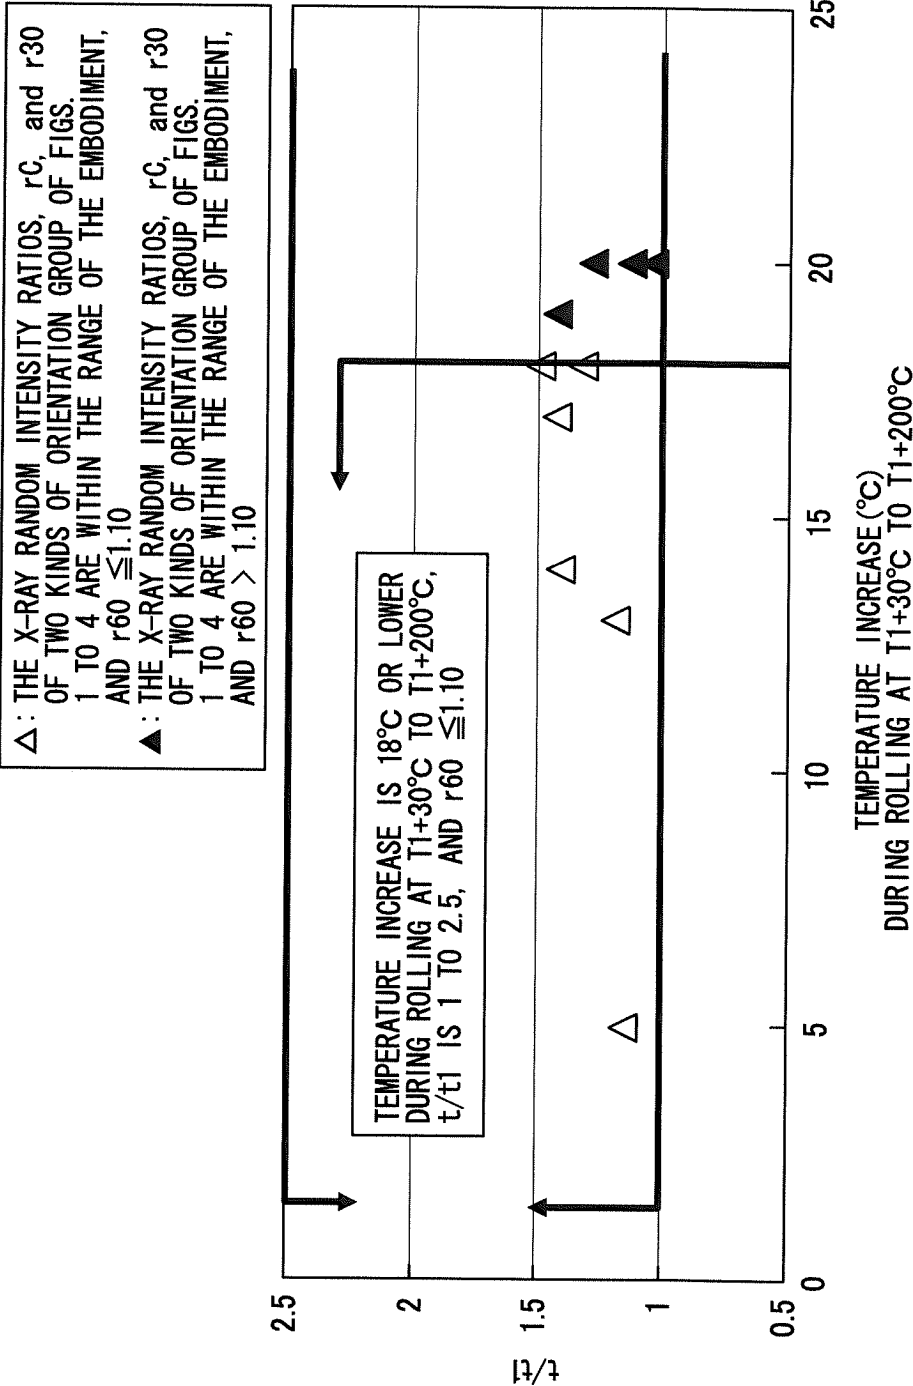 △: THE X-RAY RANDOM INTENSITY RATIOS, rC, and r30
OF TWO KINDS OF ORIENTATION GROUP OF FIGS.
1 TO 4 ARE WITHIN THE RANGE OF THE EMBODIMENT,
AND r60 ≦1.10
▲: THE X-RAY RANDOM INTENSITY RATIOS, rC, and r30
OF TWO KINDS OF ORIENTATION GROUP OF FIGS.
1 TO 4 ARE WITHIN THE RANGE OF THE EMBODIMENT,
AND r60 > 1.10
TEMPERATURE INCREASE IS 18℃ OR LOWER
DURING ROLLING AT T1+30℃ TO T1+200℃,
t/t1 IS 1 TO 2.5, AND r60 ≦1.10
t/t1
2.5
2
1.5
1
0.5
0
5
10
15
20
25
TEMPERATURE INCREASE(℃)
DURING ROLLING AT T1+30℃ TO T1+200℃